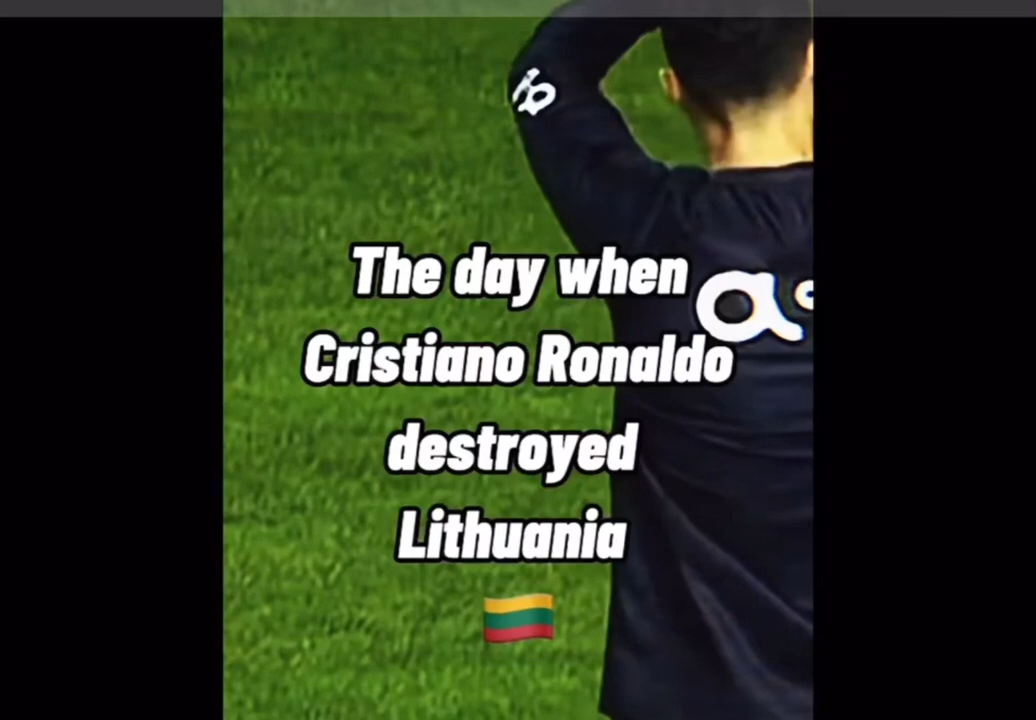 The day when
Cristiano Ronaldo
destroyed
Lithuania